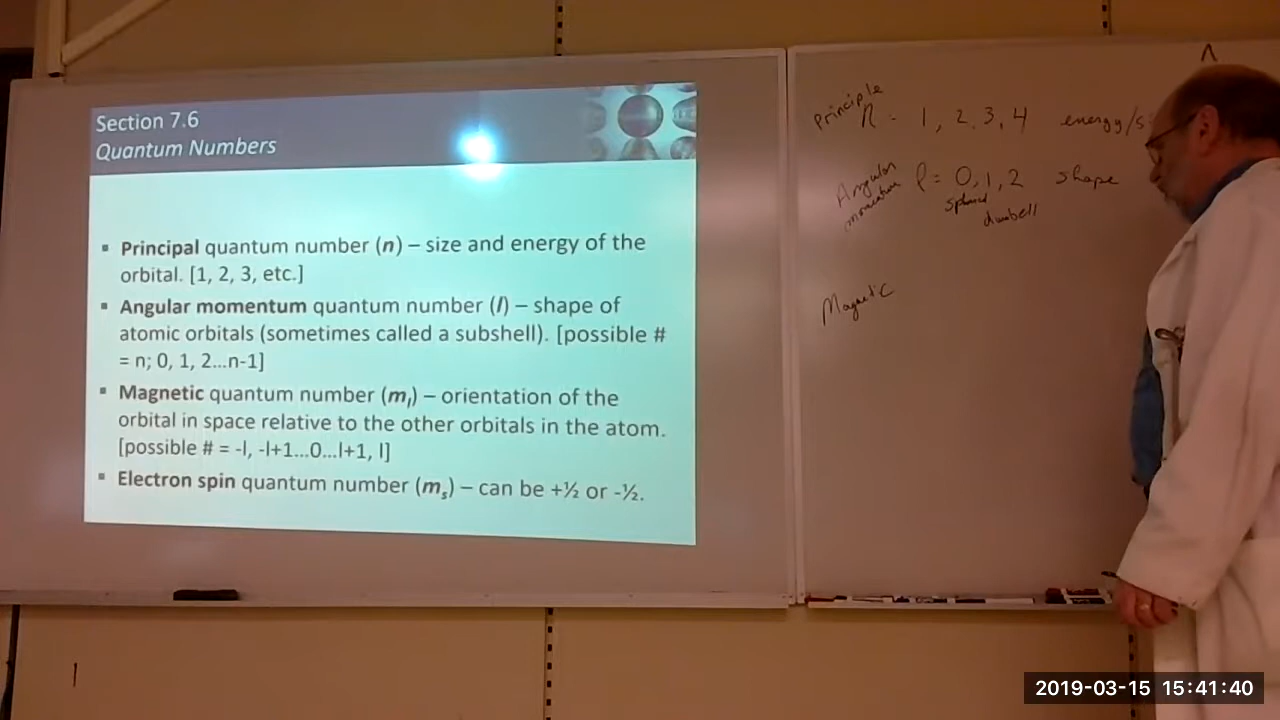 Section 7.6
Quantum Numbers
▪ Principal quantum number (n) – size and energy of the
orbital. [1, 2, 3, etc.]
▪ Angular momentum quantum number (l) – shape of
atomic orbitals (sometimes called a subshell). [possible #
= n; 0, 1, 2...n-1]
▪ Magnetic quantum number (mₗ) – orientation of the
orbital in space relative to the other orbitals in the atom.
[possible # = -l, -l+1...0...l+1, l]
▪ Electron spin quantum number (mₛ) – can be +½ or -½.
Principle
n = 1, 2, 3, 4 energy/s
Angular
momentum
l = 0, 1, 2 shape
Magnetic
2019-03-15 15:41:40